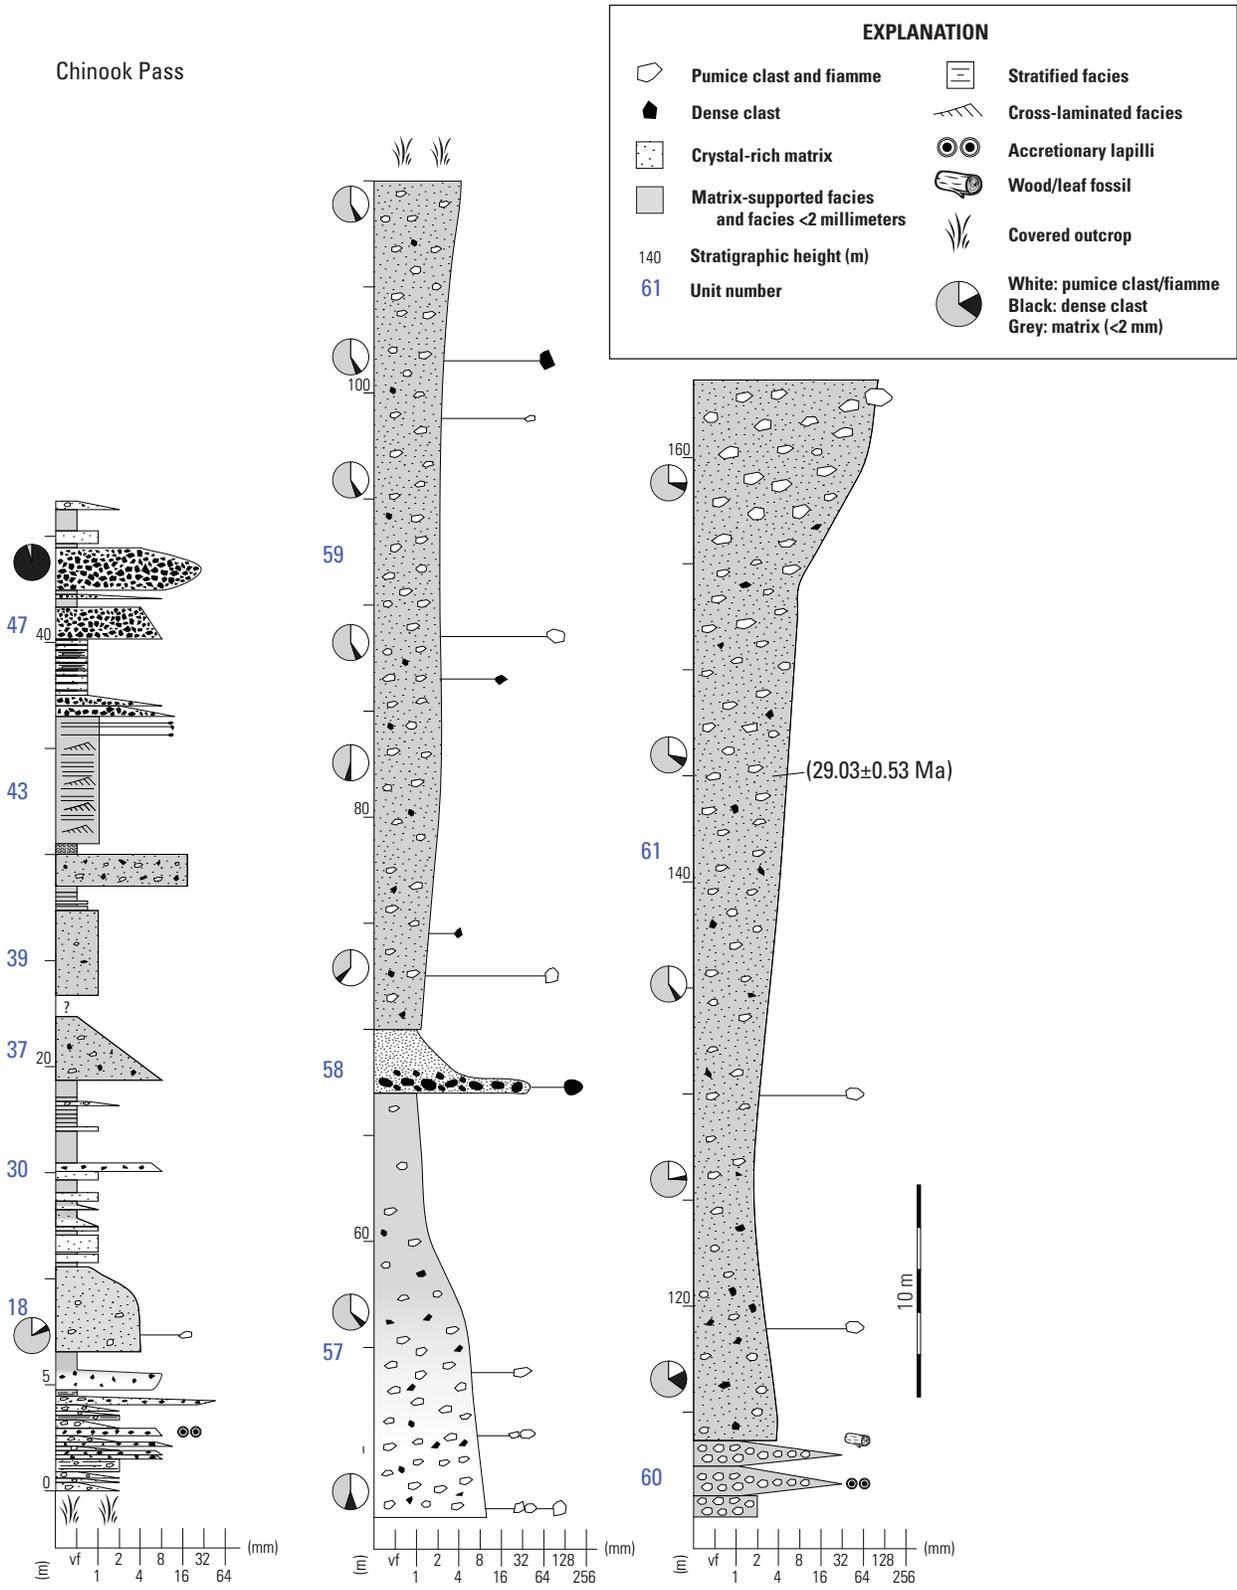 Chinook Pass
EXPLANATION
Pumice clast and fiamme
Dense clast
Crystal-rich matrix
Matrix-supported facies
and facies <2 millimeters
140 Stratigraphic height (m)
61 Unit number
Stratified facies
Cross-laminated facies
Accretionary lapilli
Wood/leaf fossil
Covered outcrop
White: pumice clast/fiamme
Black: dense clast
Grey: matrix (<2 mm)
47
40
43
39
?
37
20
30
18
5
0
(m)
vf 2 8 32 (mm)
1 4 16 64
100
59
80
58
60
57
(m)
vf 2 8 32 128 (mm)
1 4 16 64 256
160
(29.03±0.53 Ma)
61
140
120
60
10 m
(m)
vf 2 8 32 128 (mm)
1 4 16 64 256